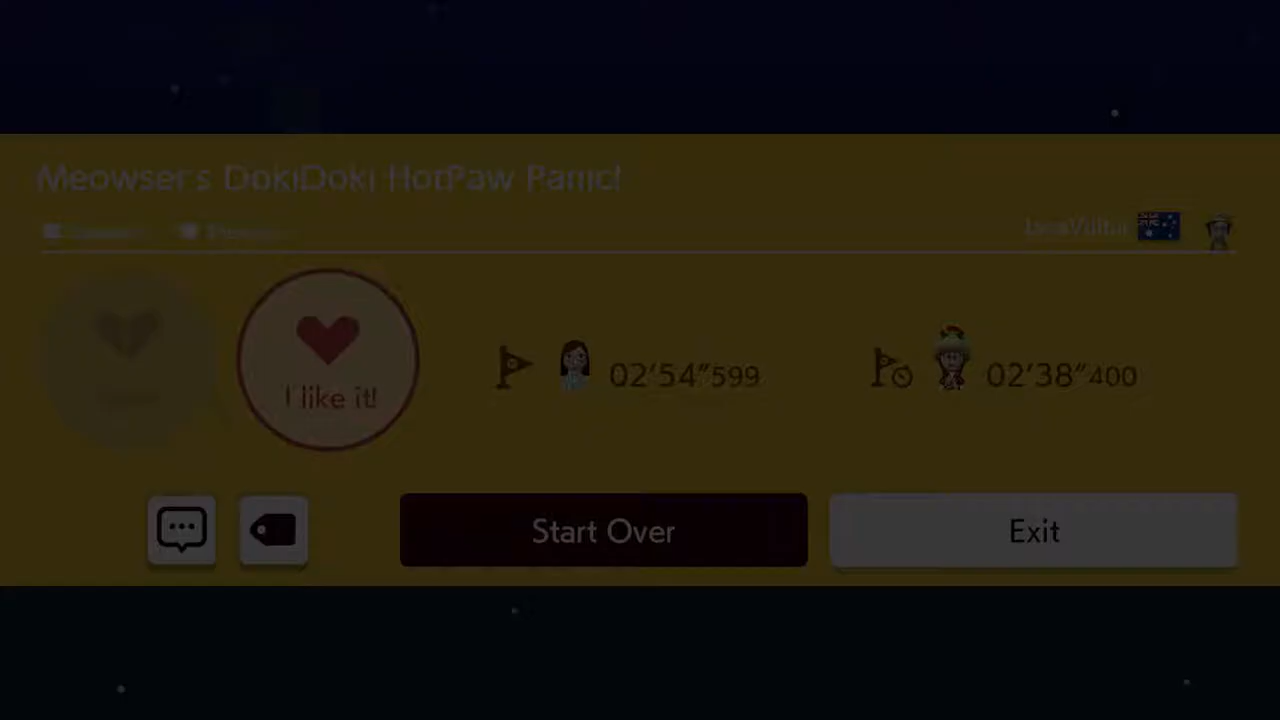 Meowser's DokiDoki HotPaw Panic!
I like it!
02'54"599
02'38"400
Start Over
Exit